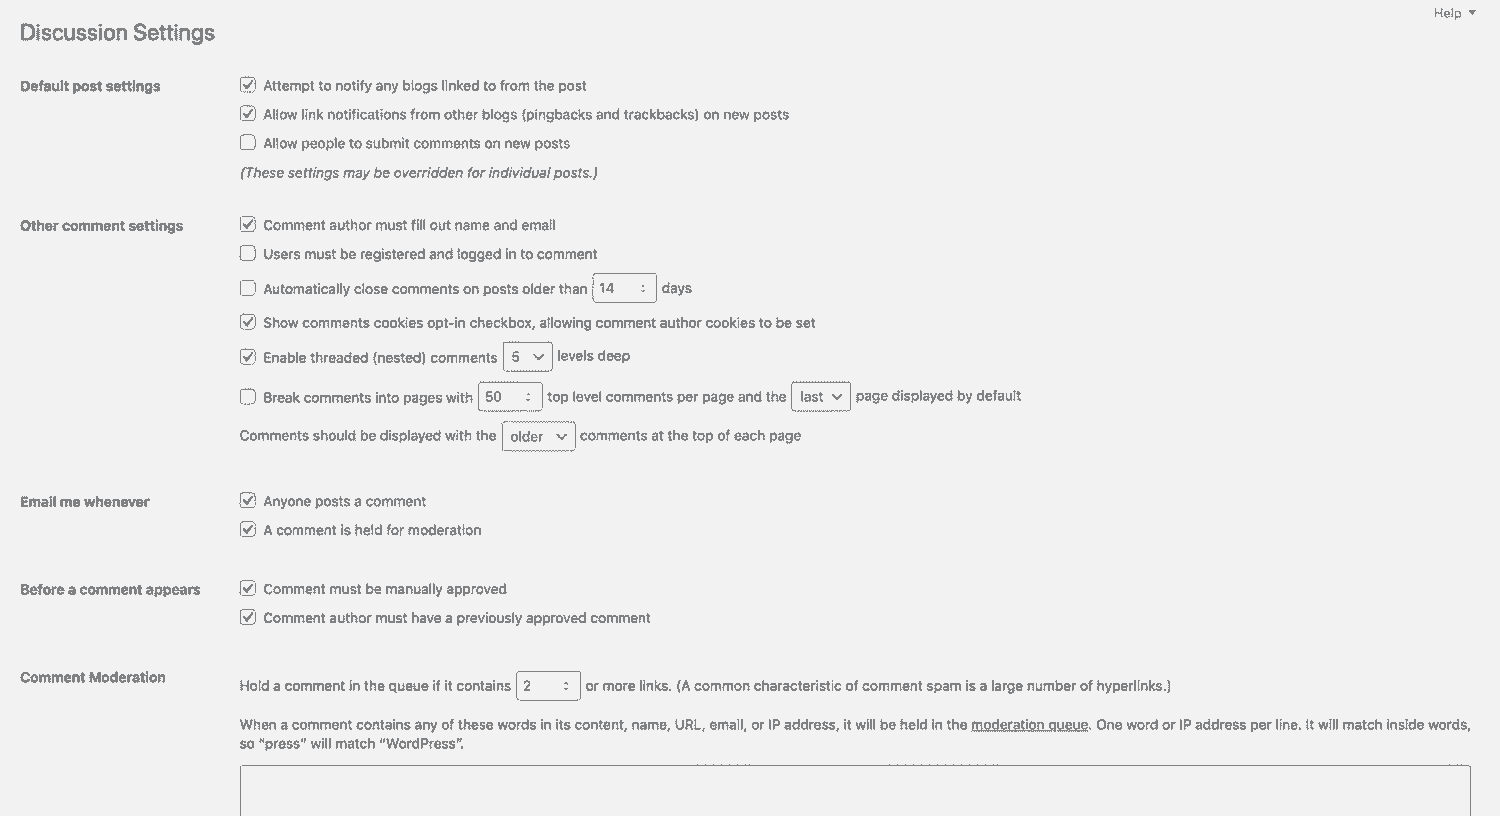 Help
Discussion Settings
Default post settings
Attempt to notify any blogs linked to from the post
Allow link notifications from other blogs (pingbacks and trackbacks) on new posts
Allow people to submit comments on new posts
(These settings may be overridden for individual posts.)
Other comment settings
Comment author must fill out name and email
Users must be registered and logged in to comment
Automatically close comments on posts older than 14 days
Show comments cookies opt-in checkbox, allowing comment author cookies to be set
Enable threaded (nested) comments 5 levels deep
Break comments into pages with 50 top level comments per page and the last page displayed by default
Comments should be displayed with the older comments at the top of each page
Email me whenever
Anyone posts a comment
A comment is held for moderation
Before a comment appears
Comment must be manually approved
Comment author must have a previously approved comment
Comment Moderation
Hold a comment in the queue if it contains 2 or more links. (A common characteristic of comment spam is a large number of hyperlinks.)
When a comment contains any of these words in its content, name, URL, email, or IP address, it will be held in the moderation queue. One word or IP address per line. It will match inside words,
so “press” will match “WordPress”.